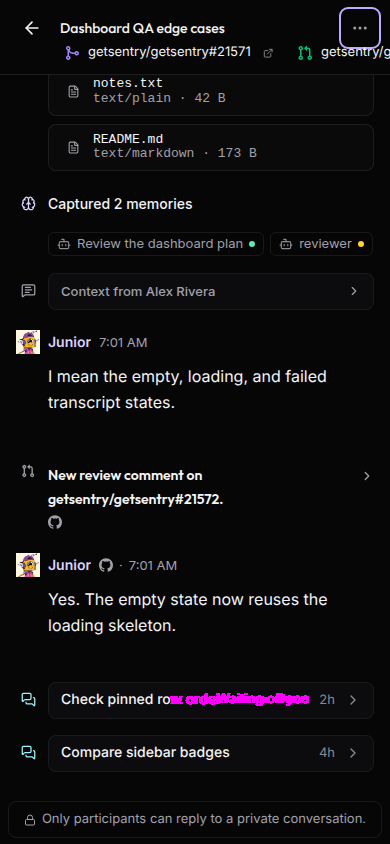 Dashboard QA edge cases
getsentry/getsentry#21571 getsentry/g
notes.txt
text/plain · 42 B
README.md
text/markdown · 173 B
Captured 2 memories
Review the dashboard plan reviewer
Context from Alex Rivera
Junior 7:01 AM
I mean the empty, loading, and failed
transcript states.
New review comment on
getsentry/getsentry#21572.
Junior · 7:01 AM
Yes. The empty state now reuses the
loading skeleton.
Check pinned 2h
Compare sidebar badges 4h
Only participants can reply to a private conversation.